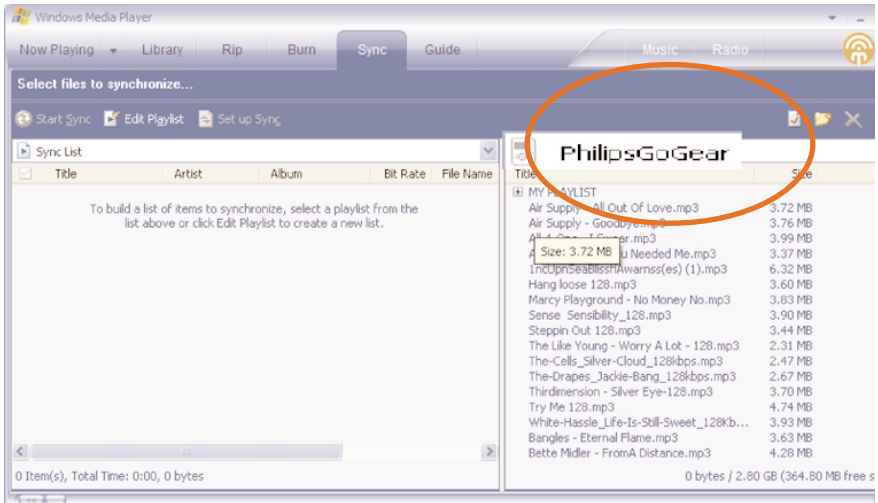 Windows Media Player
Now Playing Library Rip Burn Sync Guide Music Radio
Select files to synchronize...
Start Sync Edit Playlist Set up Sync
Sync List
PhilipsGoGear
Title Artist Album Bit Rate File Name
To build a list of items to synchronize, select a playlist from the
list above or click Edit Playlist to create a new list.
Title Size
MY PLAYLIST
Air Supply - All Out Of Love.mp3 3.72 MB
Air Supply - Goodbye.mp3 3.76 MB
All-4-One - I Swear.mp3 3.99 MB
Size: 3.72 MB
Needed Me.mp3 3.37 MB
(1).mp3 6.32 MB
Hang loose 128.mp3 3.60 MB
Marcy Playground - No Money No.mp3 3.83 MB
Sense Sensibility_128.mp3 3.90 MB
Steppin Out 128.mp3 3.44 MB
The Like Young - Worry A Lot - 128.mp3 2.31 MB
The-Cells_Silver-Cloud_128kbps.mp3 2.47 MB
The-Drapes_Jackie-Bang_128kbps.mp3 2.67 MB
Thirdimension - Silver Eye-128.mp3 3.70 MB
Try Me 128.mp3 4.74 MB
White-Hassle_Life-Is-Still-Sweet_128Kb... 3.93 MB
Bangles - Eternal Flame.mp3 3.63 MB
Bette Midler - FromA Distance.mp3 4.28 MB
0 Item(s), Total Time: 0:00, 0 bytes
0 bytes / 2.80 GB (364.80 MB free s